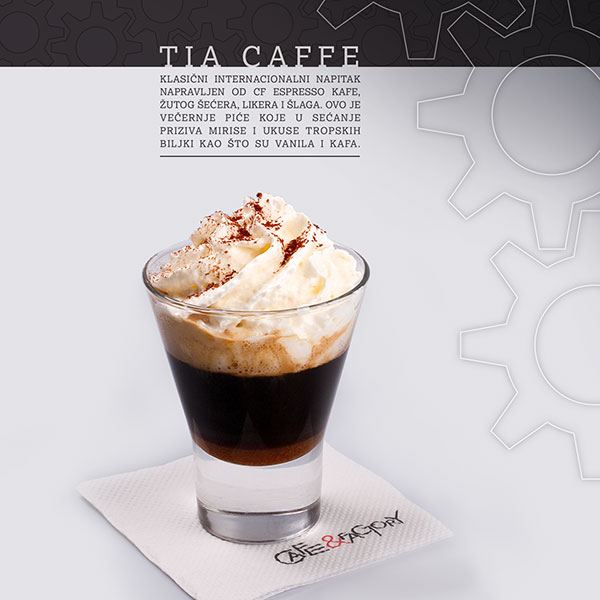 TIA CAFFE
KLASIČNI INTERNACIONALNI NAPITAK
NAPRAVLJEN OD CF ESPRESSO KAFE,
ŽUTOG ŠEĆERA, LIKERA I ŠLAGA. OVO JE
VEČERNJE PIĆE KOJE U SEĆANJE
PRIZIVA MIRISE I UKUSE TROPSKIH
BILJKI KAO ŠTO SU VANILA I KAFA.
CAFFE&FACTORY